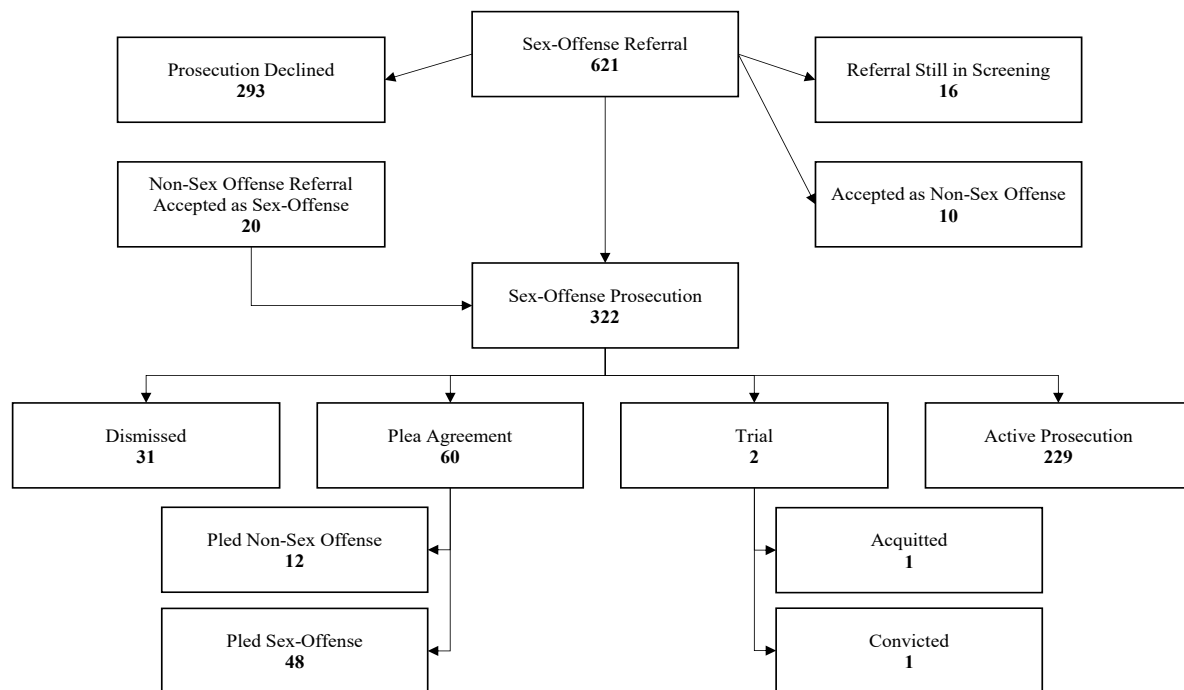 Sex-Offense Referral
621
Prosecution Declined
293
Referral Still in Screening
16
Non-Sex Offense Referral
Accepted as Sex-Offense
20
Accepted as Non-Sex Offense
10
Sex-Offense Prosecution
322
Dismissed
31
Plea Agreement
60
Trial
2
Active Prosecution
229
Pled Non-Sex Offense
12
Acquitted
1
Pled Sex-Offense
48
Convicted
1